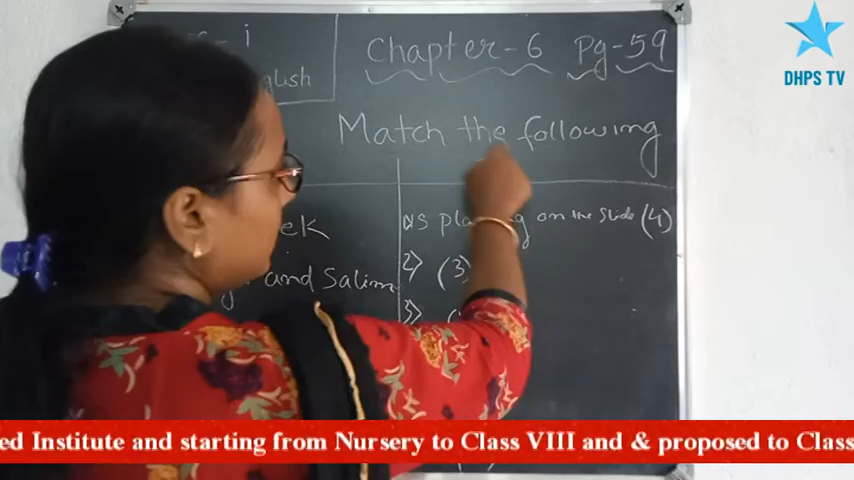 Chapter-6 Pg-59
glish
Match the following
ek
is playing on the slide (4)
and Salim
2) (3)
3)
DHPS TV
ed Institute and starting from Nursery to Class VIII and & proposed to Class